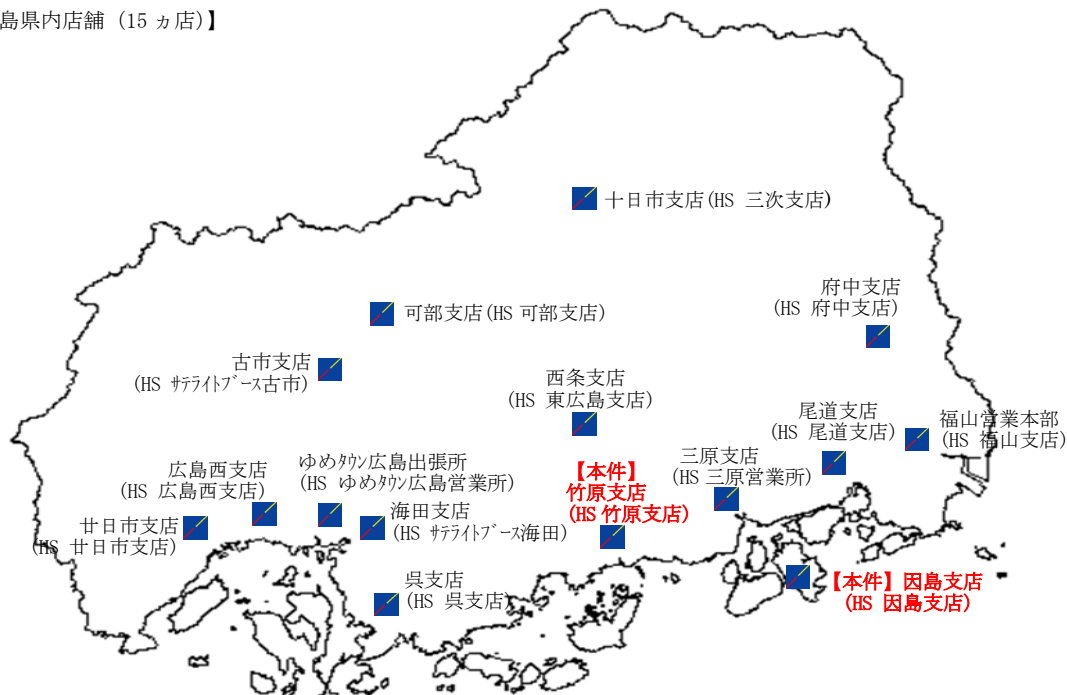 島県内店舗（15 ヵ店）】
十日市支店(HS 三次支店)
府中支店
(HS 府中支店)
可部支店(HS 可部支店)
古市支店
(HS ｻﾃﾗｲﾄﾌﾞｰｽ古市)
西条支店
(HS 東広島支店)
尾道支店
(HS 尾道支店)
福山営業本部
(HS 福山支店)
三原支店
(HS 三原営業所)
広島西支店
(HS 広島西支店)
ゆめﾀｳﾝ広島出張所
(HS ゆめﾀｳﾝ広島営業所)
【本件】
竹原支店
(HS 竹原支店)
廿日市支店
(HS 廿日市支店)
海田支店
(HS ｻﾃﾗｲﾄﾌﾞｰｽ海田)
呉支店
(HS 呉支店)
【本件】因島支店
(HS 因島支店)